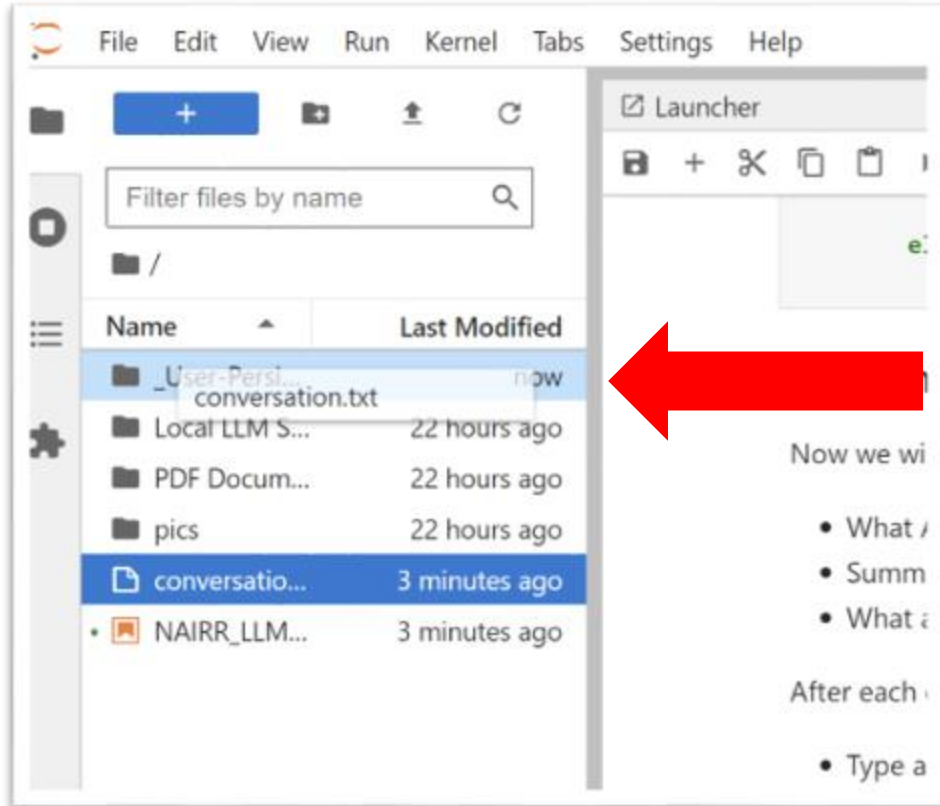 File Edit View Run Kernel Tabs Settings Help
+
Launcher
Filter files by name
/
Name Last Modified
_User-Persi... now
conversation.txt
Local LLM S... 22 hours ago
PDF Docum... 22 hours ago
pics 22 hours ago
conversatio... 3 minutes ago
NAIRR_LLM... 3 minutes ago
Now we wi
• What
• Summ
• What a
After each
• Type a